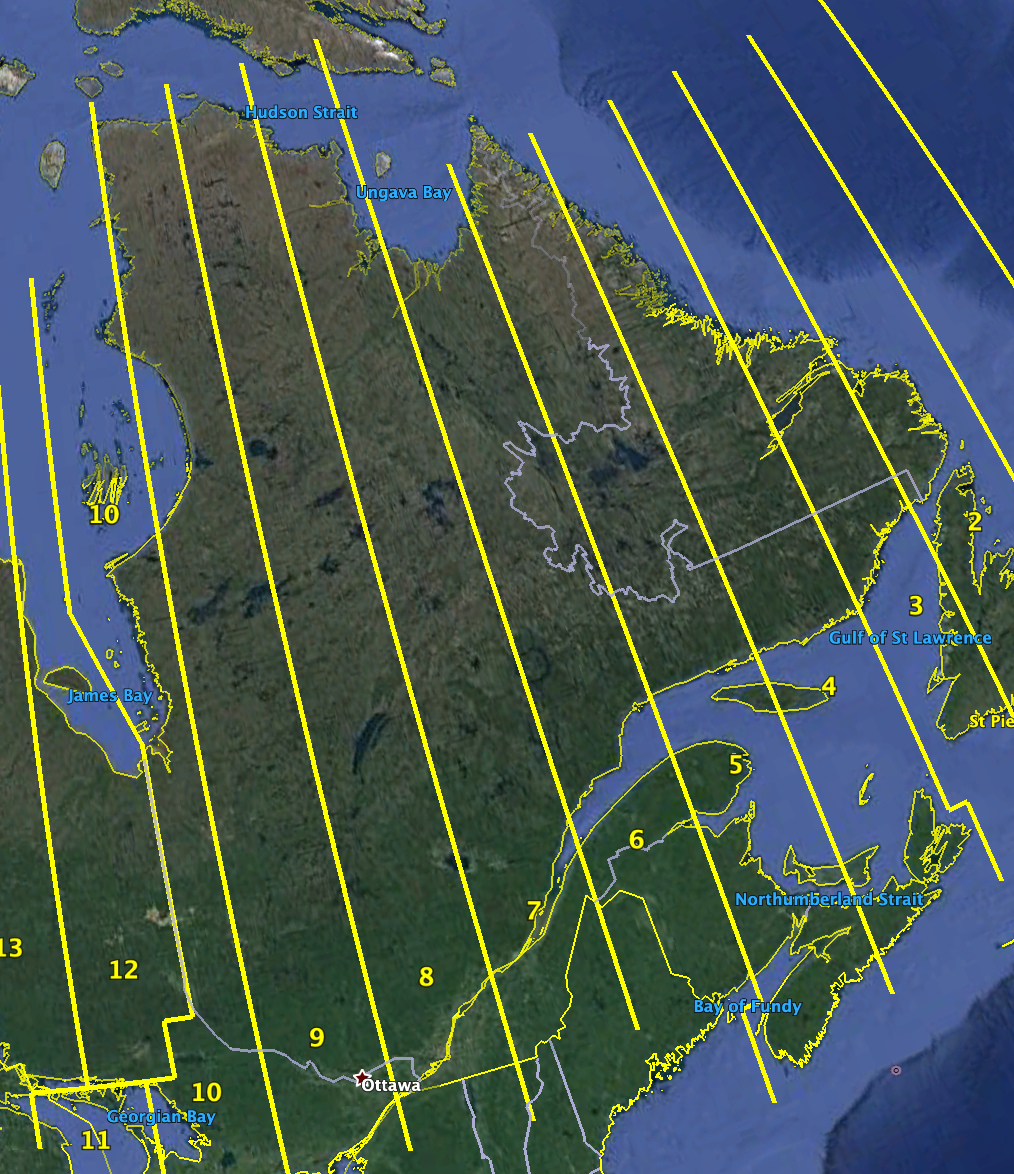 Hudson Strait
Ungava Bay
10
2
3
Gulf of St Lawrence
4
James Bay
St Pie
5
6
Northumberland Strait
7
13
12
8
Bay of Fundy
9
Ottawa
10
Georgian Bay
11